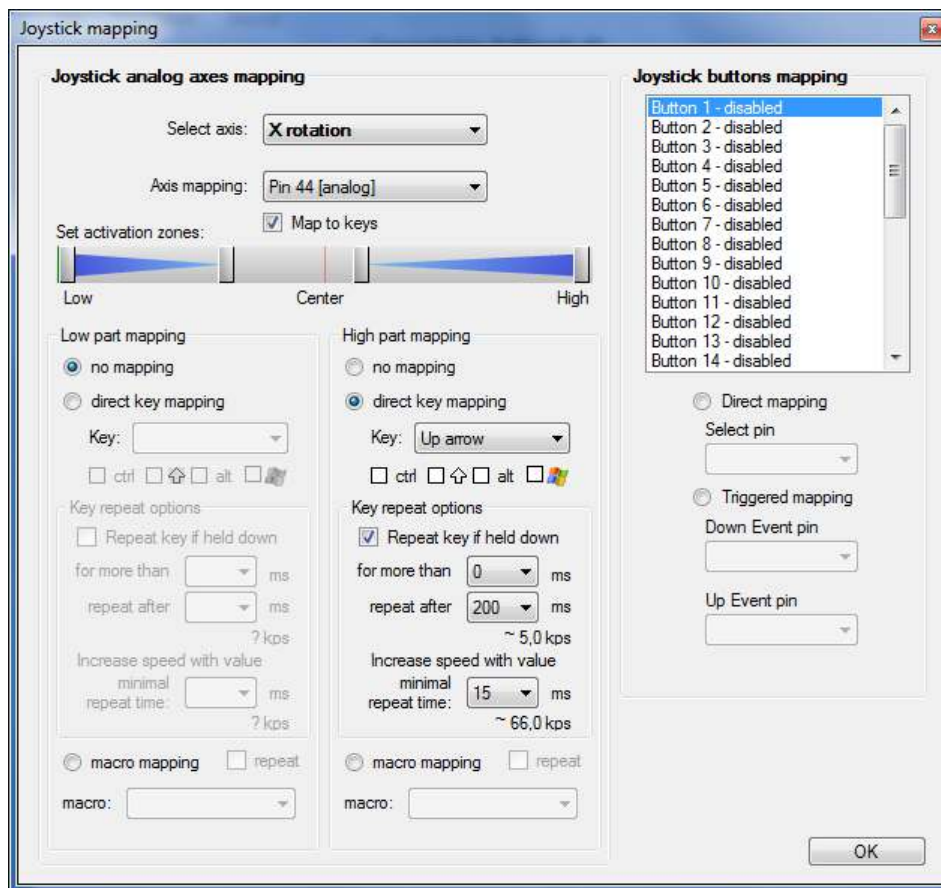 Joystick mapping
Joystick analog axes mapping
Select axis: X rotation
Axis mapping: Pin 44 [analog]
Map to keys
Set activation zones:
Low Center High
Low part mapping
no mapping
direct key mapping
Key:
ctrl alt
Key repeat options
Repeat key if held down
for more than ms
repeat after ms
? kps
Increase speed with value
minimal
repeat time: ms
? kps
macro mapping repeat
macro:
High part mapping
no mapping
direct key mapping
Key: Up arrow
ctrl alt
Key repeat options
Repeat key if held down
for more than 0 ms
repeat after 200 ms
~ 5,0 kps
Increase speed with value
minimal
repeat time: 15 ms
~ 66,0 kps
macro mapping repeat
macro:
Joystick buttons mapping
Button 1 - disabled
Button 2 - disabled
Button 3 - disabled
Button 4 - disabled
Button 5 - disabled
Button 6 - disabled
Button 7 - disabled
Button 8 - disabled
Button 9 - disabled
Button 10 - disabled
Button 11 - disabled
Button 12 - disabled
Button 13 - disabled
Button 14 - disabled
Direct mapping
Select pin
Triggered mapping
Down Event pin
Up Event pin
OK